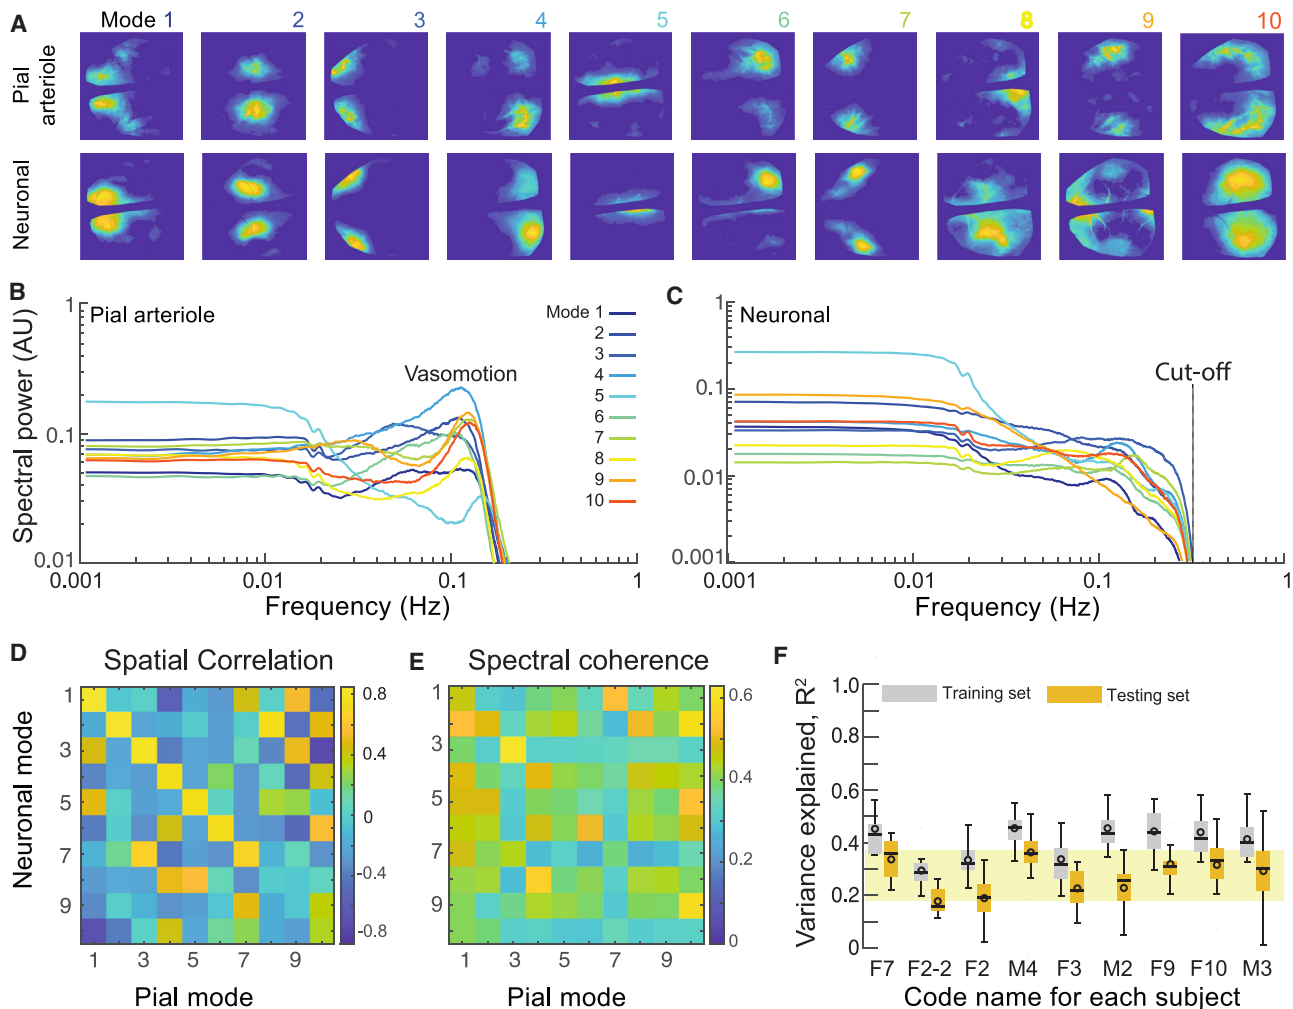 A
Mode 1 2 3 4 5 6 7 8 9 10
Pial arteriole
Neuronal
B
Pial arteriole
Vasomotion
Mode 1
2
3
4
5
6
7
8
9
10
Spectral power (AU)
1
0.1
0.01
0.001 0.01 0.1 1
Frequency (Hz)
C
Neuronal
Cut-off
1
0.1
0.01
0.001
0.001 0.01 0.1 1
Frequency (Hz)
D
Spatial Correlation
Neuronal mode
1
3
5
7
9
1 3 5 7 9
Pial mode
0.8
0.4
0
-0.4
-0.8
E
Spectral coherence
1
3
5
7
9
1 3 5 7 9
Pial mode
0.6
0.4
0.2
0
F
Training set
Testing set
Variance explained, R²
1.0
0.8
0.6
0.4
0.2
0
F7 F2-2 F2 M4 F3 M2 F9 F10 M3
Code name for each subject